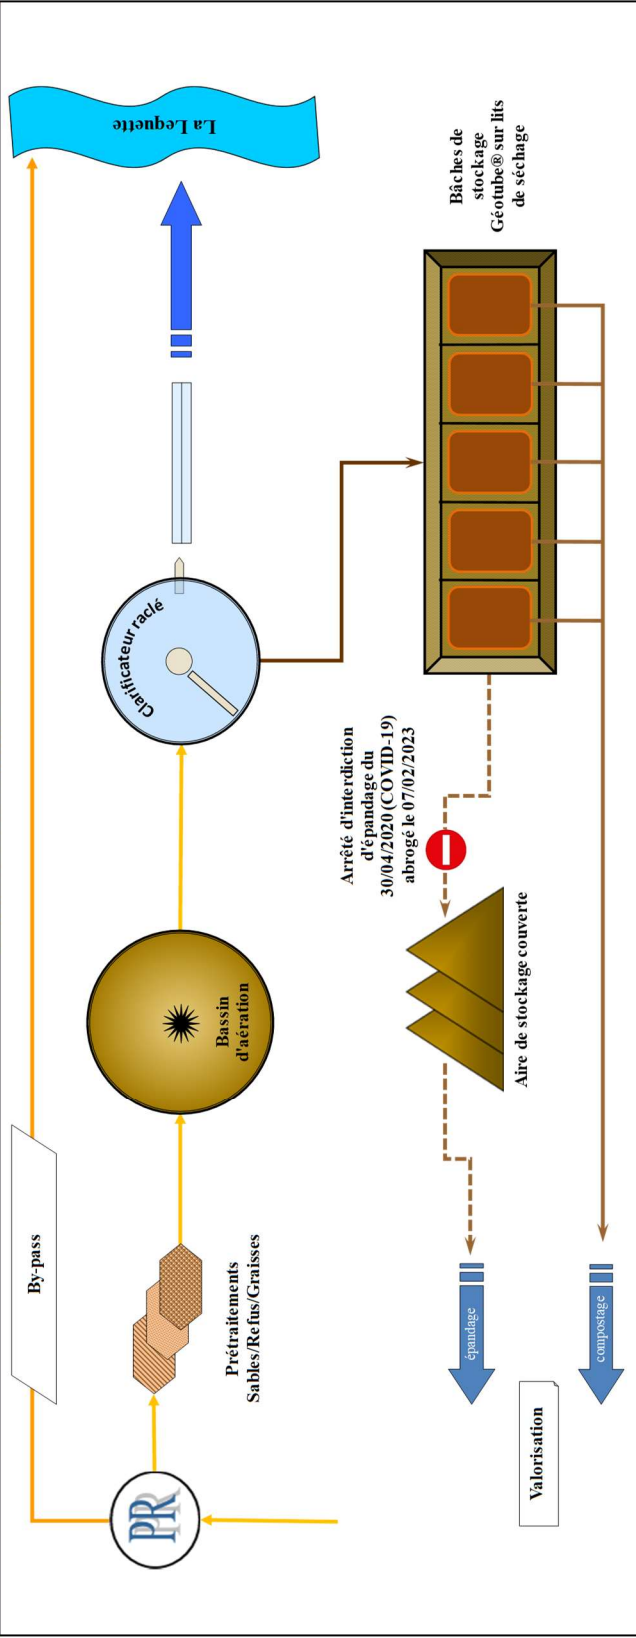 By-pass
La Lequette
PR
Prétraitements
Sables/Refus/Graisses
Bassin
d'aération
Clarificateur raclé
Arrêté d'interdiction
d'épandage du
30/04/2020 (COVID-19)
abrogé le 07/02/2023
Bâches de
stockage
Géotube® sur lits
de séchage
Aire de stockage couverte
épandage
Valorisation
compostage